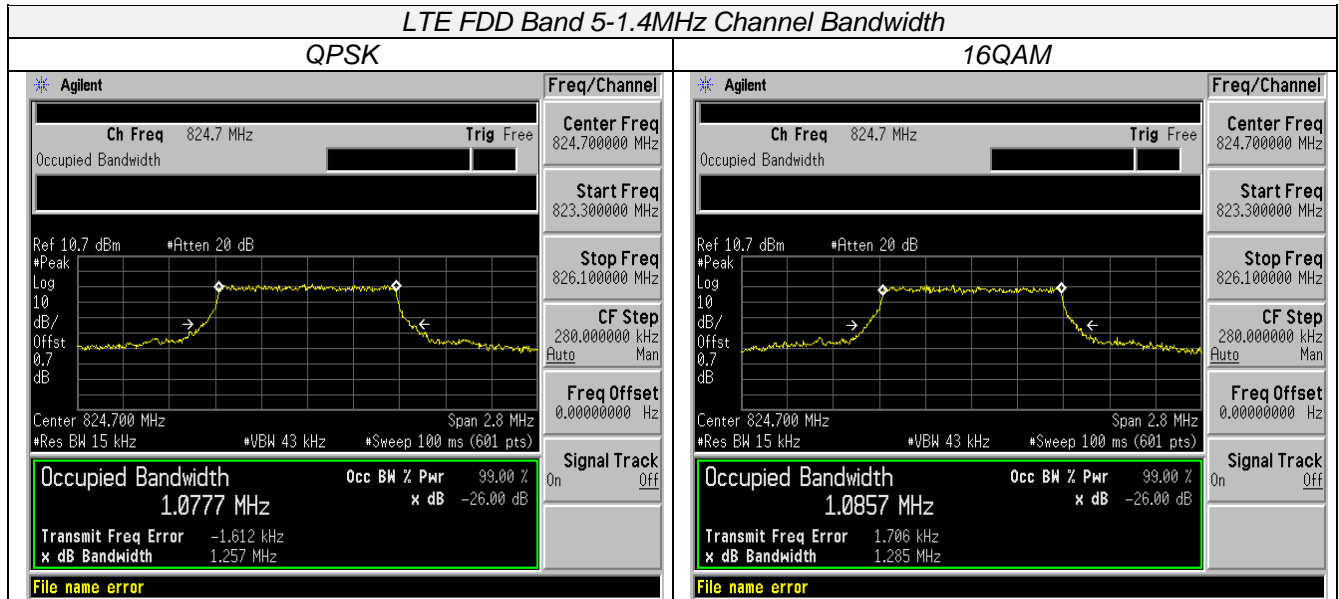 LTE FDD Band 5-1.4MHz Channel Bandwidth
QPSK
16QAM
Agilent
Freq/Channel
Ch Freq 824.7 MHz Trig Free
Occupied Bandwidth
Center Freq
824.700000 MHz
Start Freq
823.300000 MHz
Stop Freq
826.100000 MHz
CF Step
280.000000 kHz
Auto Man
Freq Offset
0.00000000 Hz
Signal Track
On Off
Ref 10.7 dBm #Atten 20 dB
#Peak
Log
10
dB/
Offst
0.7
dB
Center 824.700 MHz Span 2.8 MHz
#Res BW 15 kHz #VBW 43 kHz #Sweep 100 ms (601 pts)
Occupied Bandwidth Occ BW % Pwr 99.00 %
1.0777 MHz x dB -26.00 dB
Transmit Freq Error -1.612 kHz
x dB Bandwidth 1.257 MHz
File name error
Agilent
Freq/Channel
Ch Freq 824.7 MHz Trig Free
Occupied Bandwidth
Center Freq
824.700000 MHz
Start Freq
823.300000 MHz
Stop Freq
826.100000 MHz
CF Step
280.000000 kHz
Auto Man
Freq Offset
0.00000000 Hz
Signal Track
On Off
Ref 10.7 dBm #Atten 20 dB
#Peak
Log
10
dB/
Offst
0.7
dB
Center 824.700 MHz Span 2.8 MHz
#Res BW 15 kHz #VBW 43 kHz #Sweep 100 ms (601 pts)
Occupied Bandwidth Occ BW % Pwr 99.00 %
1.0857 MHz x dB -26.00 dB
Transmit Freq Error 1.706 kHz
x dB Bandwidth 1.285 MHz
File name error